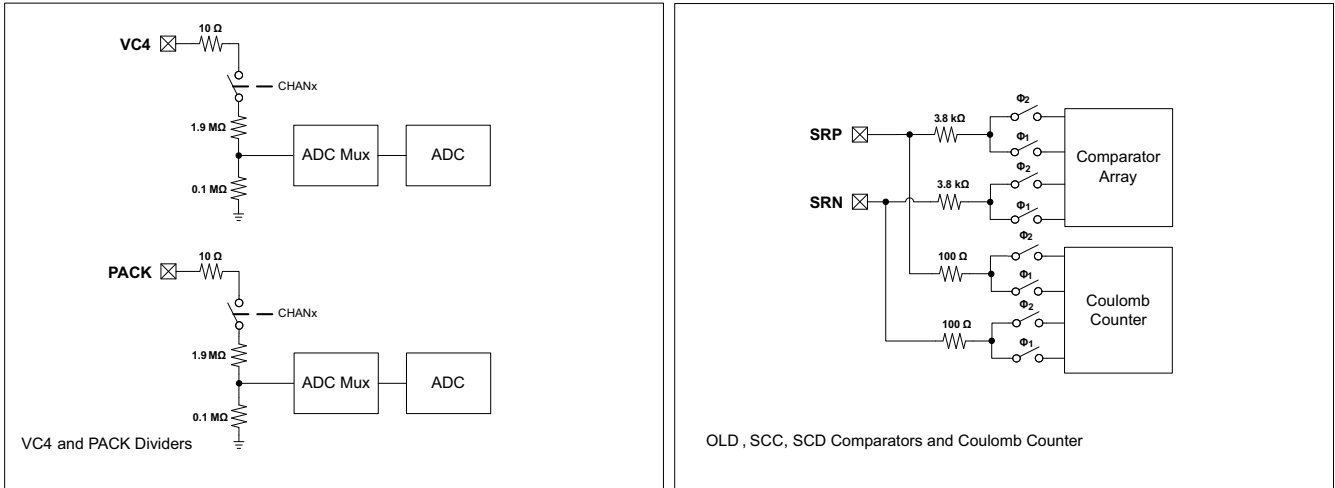 10 Ω
VC4
CHANx
1.9 MΩ
ADC Mux
ADC
0.1 MΩ
10 Ω
PACK
CHANx
1.9 MΩ
ADC Mux
ADC
0.1 MΩ
VC4 and PACK Dividers
Φ2
3.8 kΩ
SRP
Φ1
Comparator
Array
Φ2
3.8 kΩ
SRN
Φ1
Φ2
100 Ω
Φ1
Coulomb
Counter
Φ2
100 Ω
Φ1
OLD , SCC, SCD Comparators and Coulomb Counter